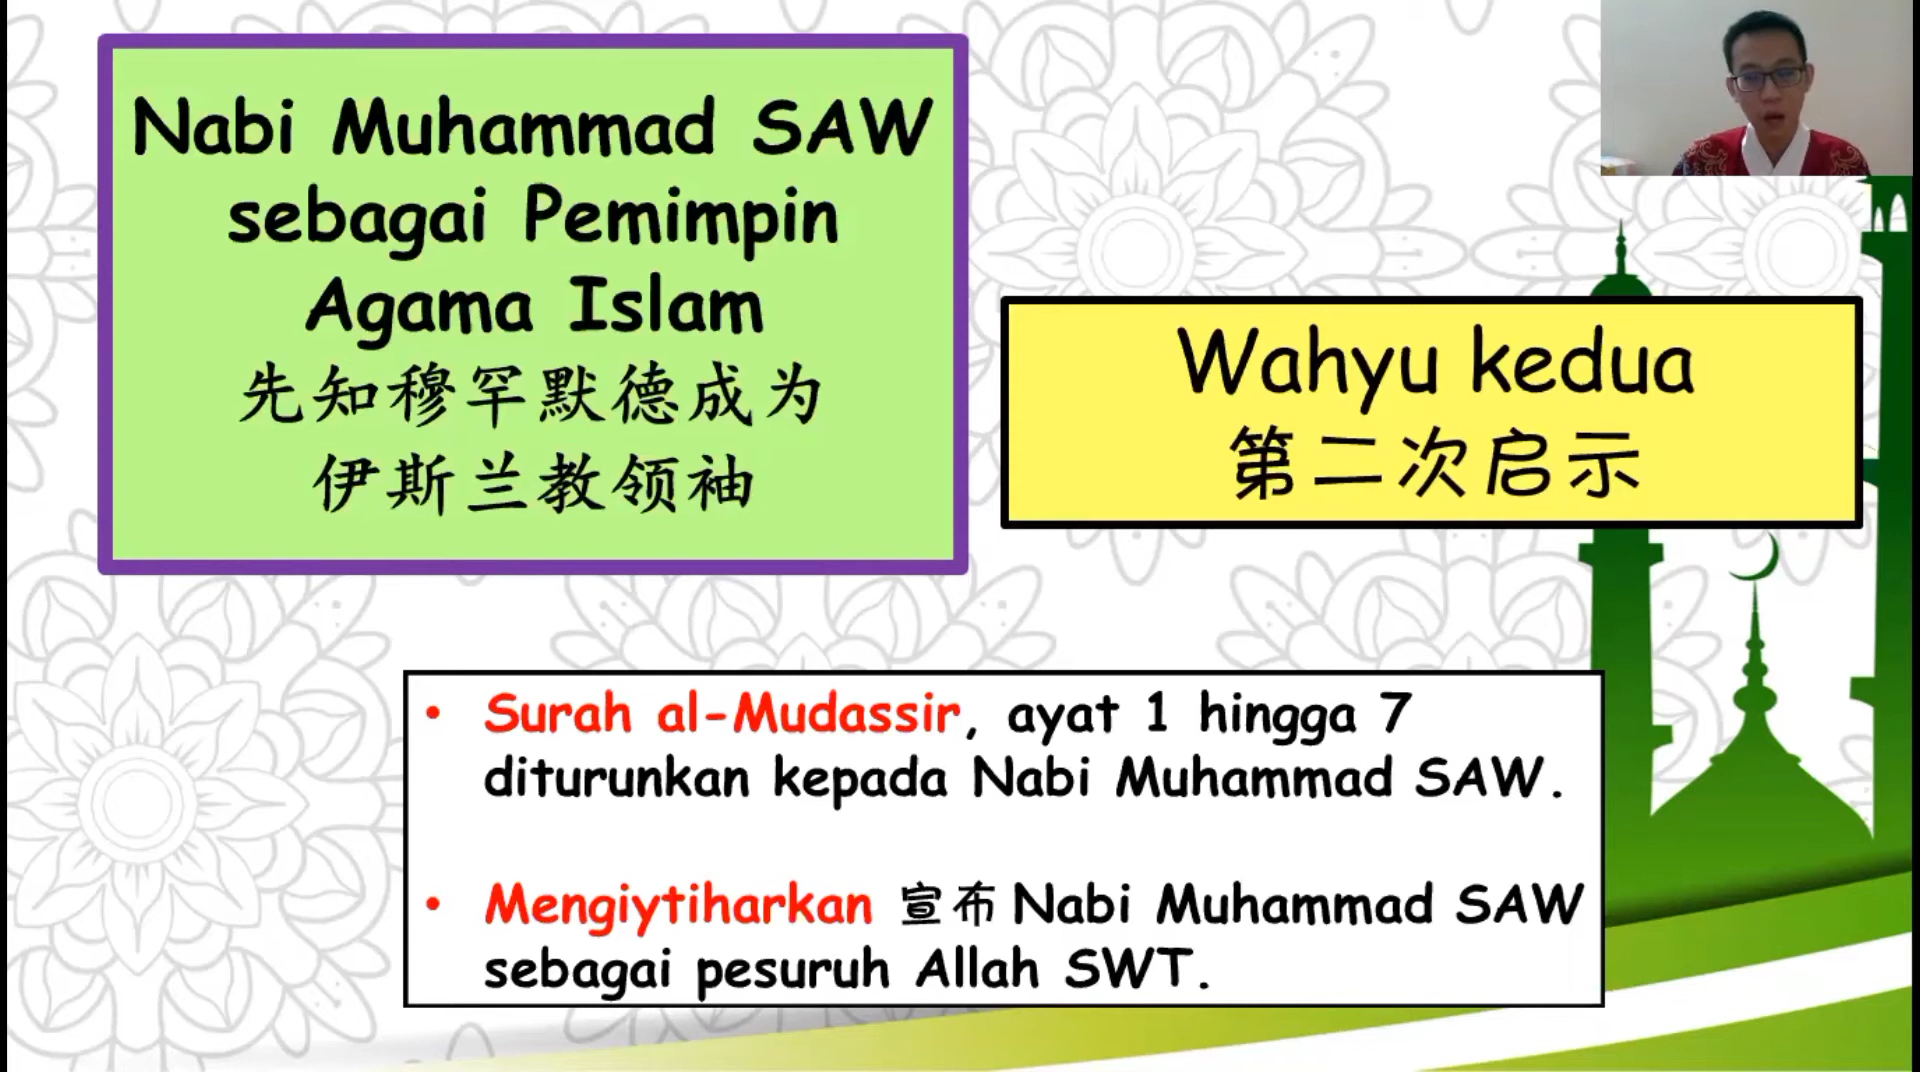 Nabi Muhammad SAW
sebagai Pemimpin
Agama Islam
先知穆罕默德成为
伊斯兰教领袖
Wahyu kedua
第二次启示
• Surah al-Mudassir, ayat 1 hingga 7
diturunkan kepada Nabi Muhammad SAW.
• Mengiytiharkan 宣布 Nabi Muhammad SAW
sebagai pesuruh Allah SWT.